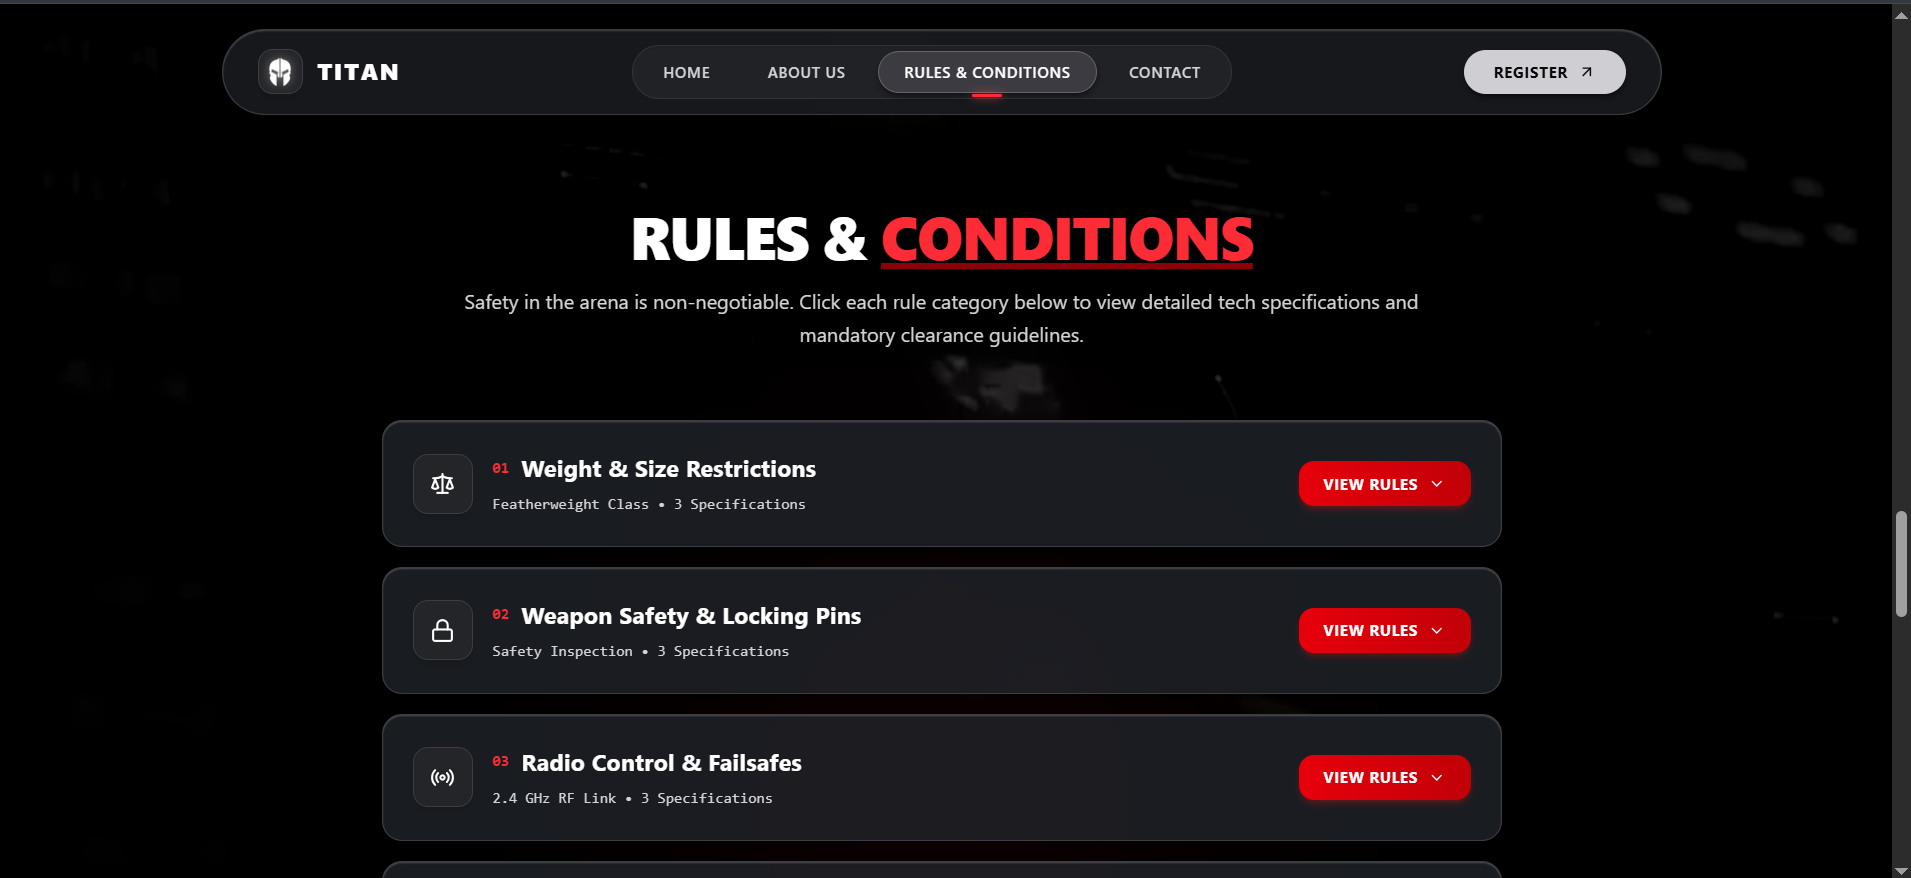 TITAN
HOME
ABOUT US
RULES & CONDITIONS
CONTACT
REGISTER
RULES & CONDITIONS
Safety in the arena is non-negotiable. Click each rule category below to view detailed tech specifications and
mandatory clearance guidelines.
01 Weight & Size Restrictions
Featherweight Class • 3 Specifications
VIEW RULES
02 Weapon Safety & Locking Pins
Safety Inspection • 3 Specifications
VIEW RULES
03 Radio Control & Failsafes
2.4 GHz RF Link • 3 Specifications
VIEW RULES